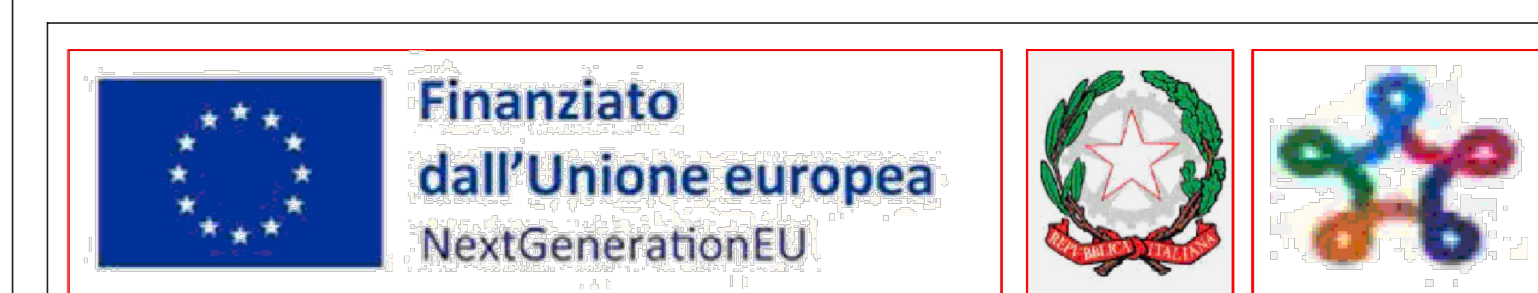 Finanziato
dall'Unione europea
NextGenerationEU
REPVBBLICA ITALIANA